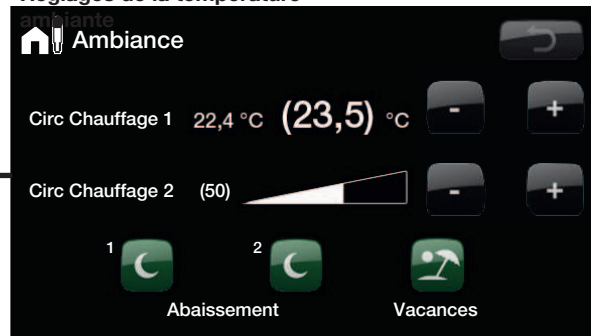 Réglages de la température
ambiante
Ambiance
Circ Chauffage 1 22,4 °C (23,5) °C - +
Circ Chauffage 2 (50) - +
1 2
Abaissement Vacances